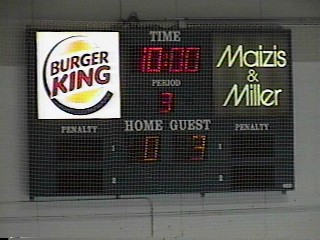 BURGER
KING
TIME
10:00
PERIOD
3
Maizis
&
Miller
HOME GUEST
0 3
PENALTY
PENALTY
1
1
2
2